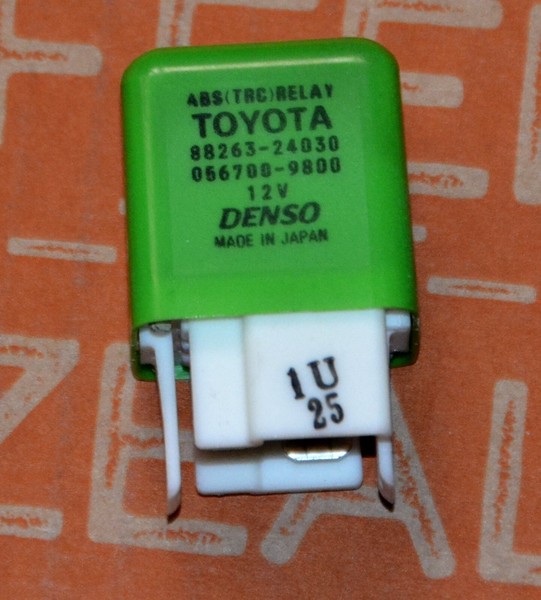 ABS(TRC)RELAY
TOYOTA
88263-24030
056700-9800
12V
DENSO
MADE IN JAPAN
1U
25